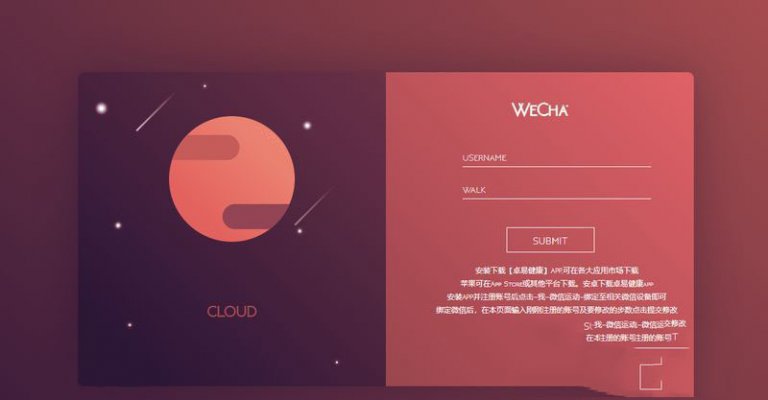 WECHA
USERNAME
WALK
SUBMIT
安装下载【卓易健康】APP,可在各大应用市场下载
苹果可在APP STORE或其他平台下载。安卓下载卓易健康APP
安装APP并注册账号后点击-我-微信运动-绑定至相关微信设备即可
绑定微信后，在本页面输入刚刚注册的账号及要修改的步数点击提交修改
CLOUD
我-微信运动-微信运交修改
在本注册的账号注册的账号